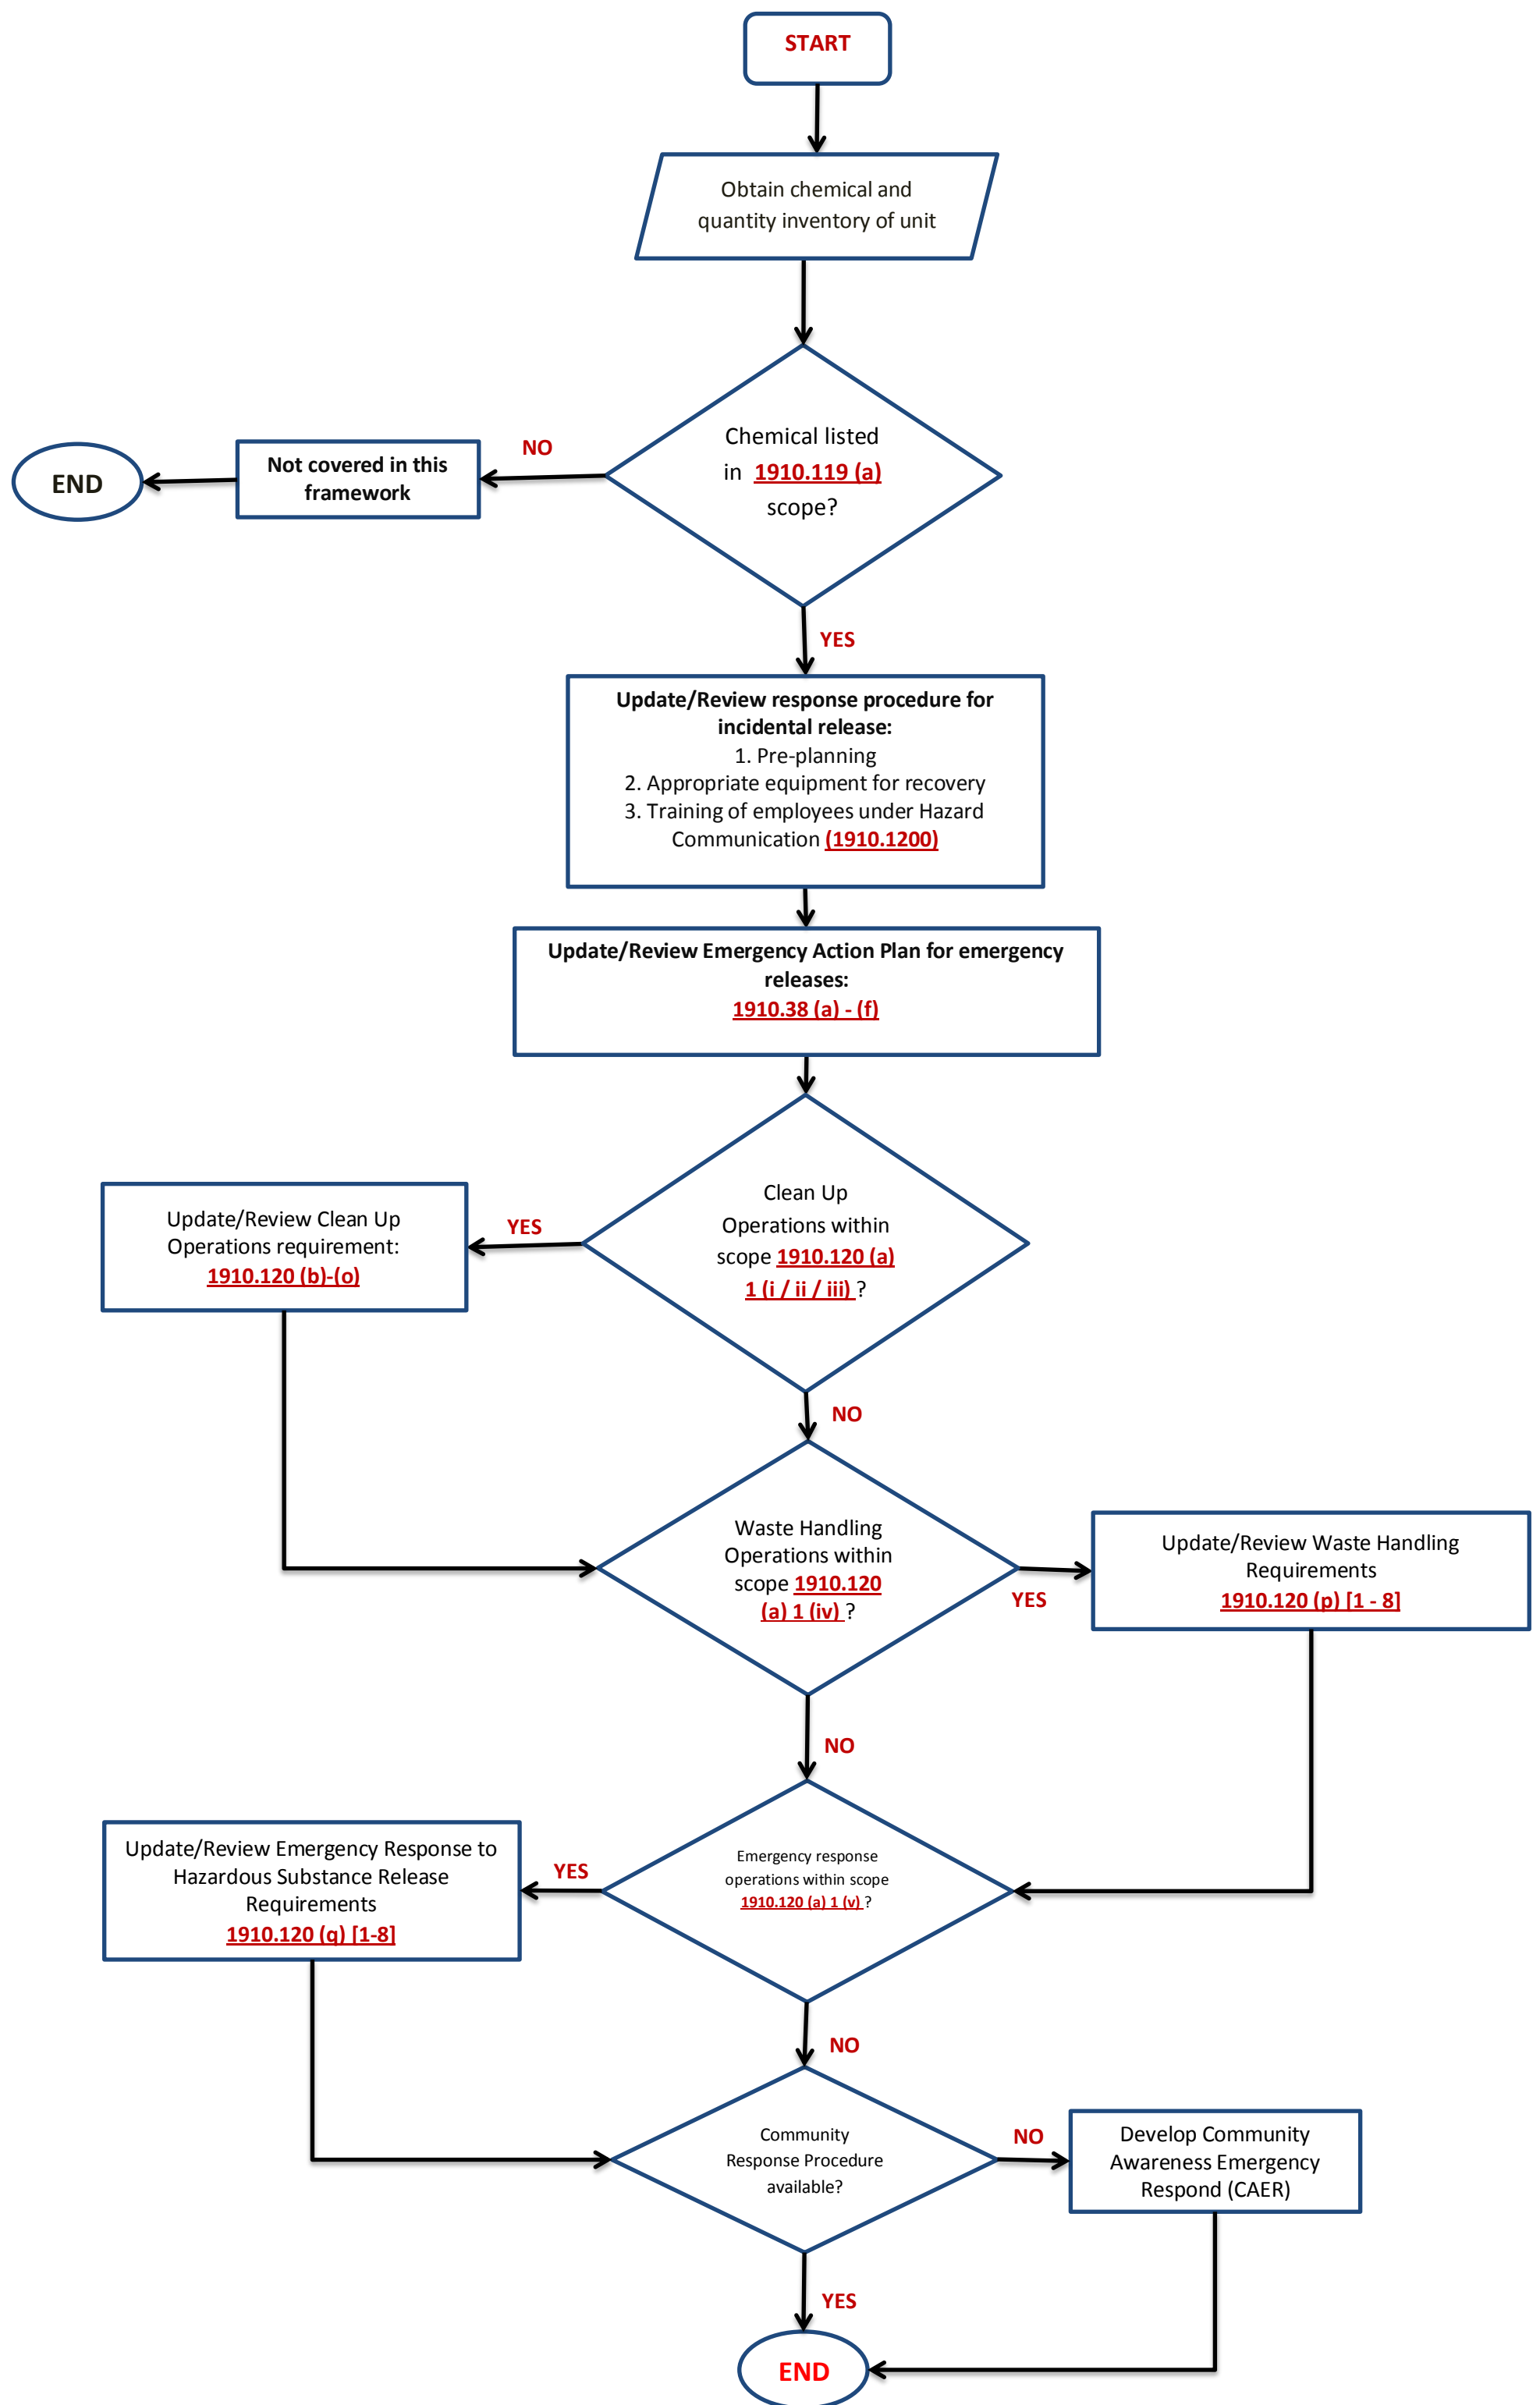 START
Obtain chemical and
quantity inventory of unit
Chemical listed
in 1910.119 (a)
scope?
NO
Not covered in this
framework
END
YES
Update/Review response procedure for
incidental release:
1. Pre-planning
2. Appropriate equipment for recovery
3. Training of employees under Hazard
Communication (1910.1200)
Update/Review Emergency Action Plan for emergency
releases:
1910.38 (a) - (f)
Clean Up
Operations within
scope 1910.120 (a)
1 (i / ii / iii) ?
YES
Update/Review Clean Up
Operations requirement:
1910.120 (b)-(o)
NO
Waste Handling
Operations within
scope 1910.120
(a) 1 (iv) ?
YES
Update/Review Waste Handling
Requirements
1910.120 (p) [1 - 8]
NO
Emergency response
operations within scope
1910.120 (a) 1 (v) ?
YES
Update/Review Emergency Response to
Hazardous Substance Release
Requirements
1910.120 (q) [1-8]
NO
Community
Response Procedure
available?
NO
Develop Community
Awareness Emergency
Respond (CAER)
YES
END